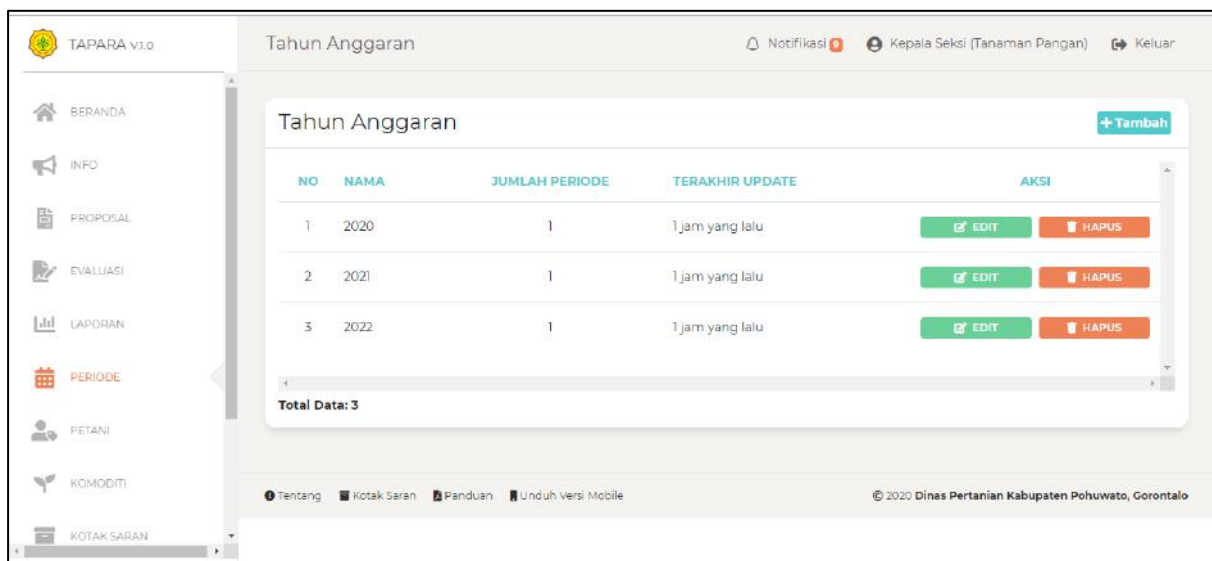 TAPARA V.1.0
Tahun Anggaran
Notifikasi 9
Kepala Seksi (Tanaman Pangan)
Keluar
BERANDA
INFO
PROPOSAL
EVALUASI
LAPORAN
PERIODE
PETANI
KOMODITI
KOTAK SARAN
Tahun Anggaran
+ Tambah
NO NAMA JUMLAH PERIODE TERAKHIR UPDATE AKSI
1 2020 1 1 jam yang lalu EDIT HAPUS
2 2021 1 1 jam yang lalu EDIT HAPUS
3 2022 1 1 jam yang lalu EDIT HAPUS
Total Data: 3
Tentang Kotak Saran Panduan Unduh Versi Mobile
© 2020 Dinas Pertanian Kabupaten Pohuwato, Gorontalo